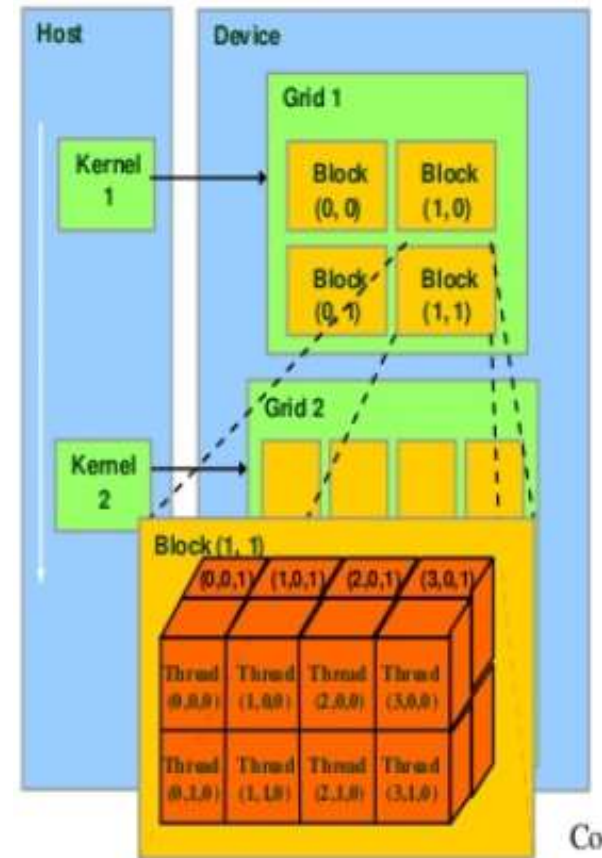 Host
Device
Grid 1
Kernel
1
Block
(0, 0)
Block
(1, 0)
Block
(0, 1)
Block
(1, 1)
Grid 2
Kernel
2
Block (1, 1)
(0,0,1) (1,0,1) (2,0,1) (3,0,1)
Thread
(0,0,0)
Thread
(1,0,0)
Thread
(2,0,0)
Thread
(3,0,0)
Thread
(0,1,0)
Thread
(1,1,0)
Thread
(2,1,0)
Thread
(3,1,0)
Co